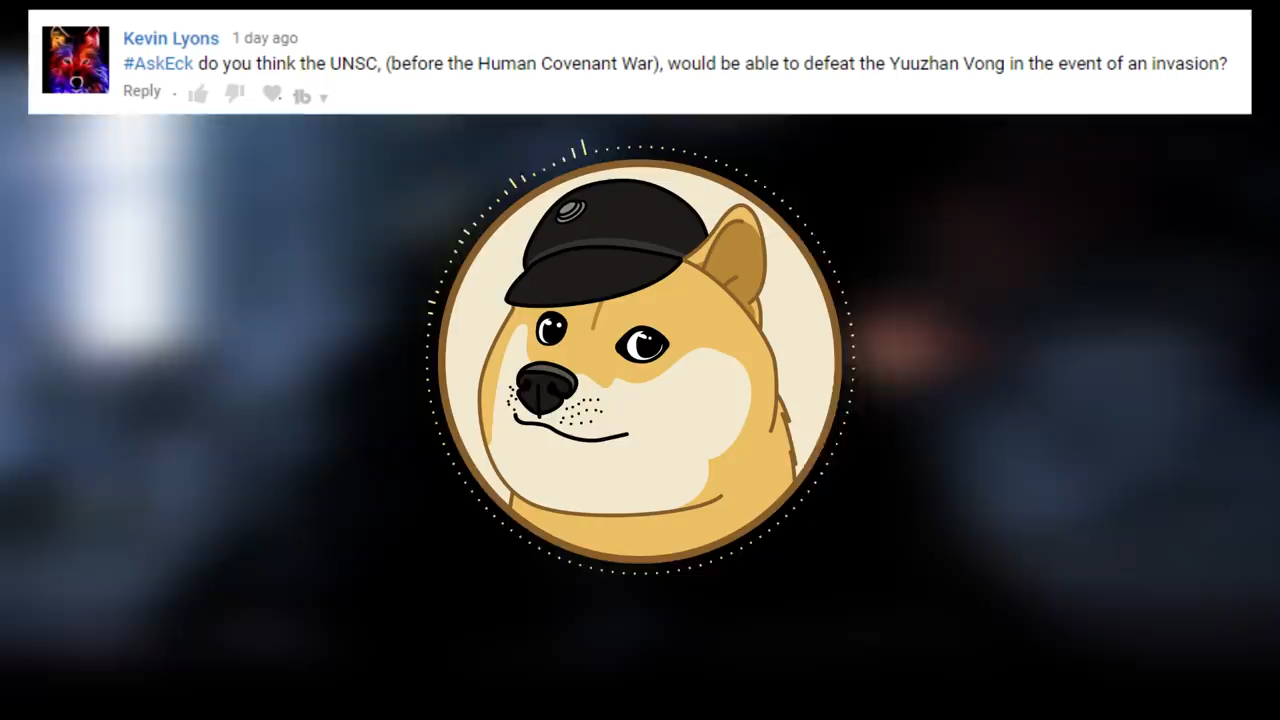 Kevin Lyons 1 day ago
#AskEck do you think the UNSC, (before the Human Covenant War), would be able to defeat the Yuuzhan Vong in the event of an invasion?
Reply